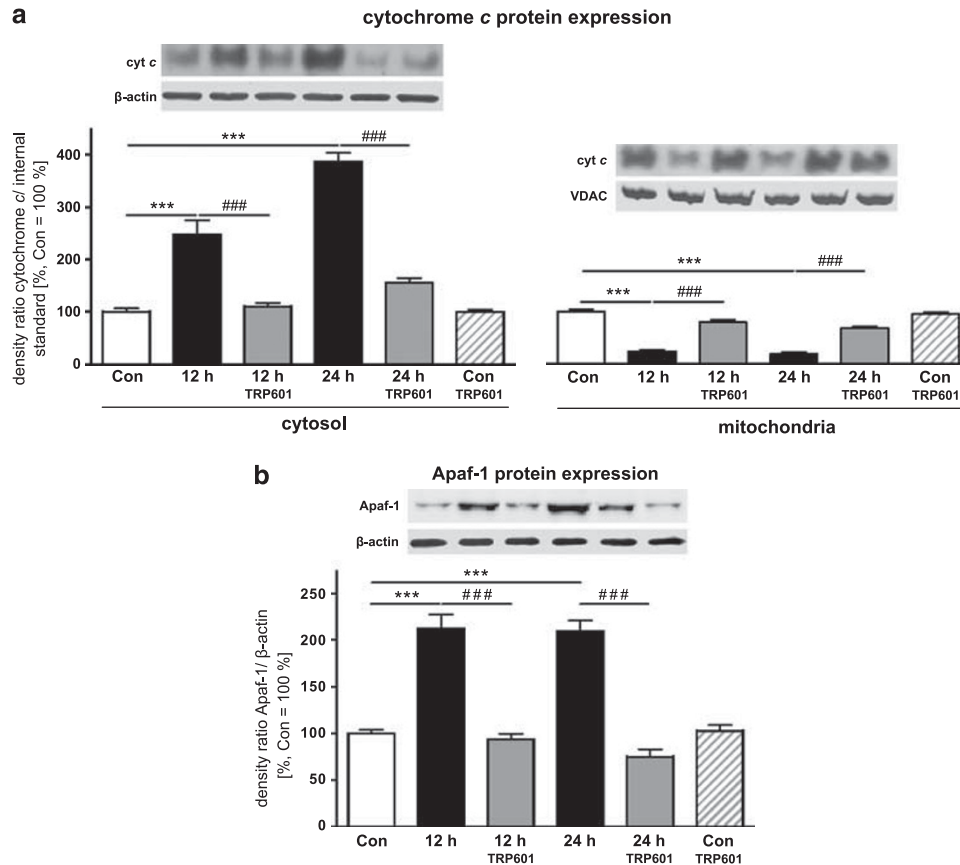 a
cytochrome c protein expression
cyt c
β-actin
density ratio cytochrome c/ internal
standard [%, Con = 100 %]
400
300
200
100
0
***
###
***
###
Con 12 h 12 h 24 h 24 h Con
TRP601 TRP601 TRP601
cytosol
cyt c
VDAC
***
###
***
###
Con 12 h 12 h 24 h 24 h Con
TRP601 TRP601 TRP601
mitochondria
b
Apaf-1 protein expression
Apaf-1
β-actin
density ratio Apaf-1/ β-actin
[%, Con = 100 %]
250
200
150
100
50
0
***
***
###
###
Con 12 h 12 h 24 h 24 h Con
TRP601 TRP601 TRP601